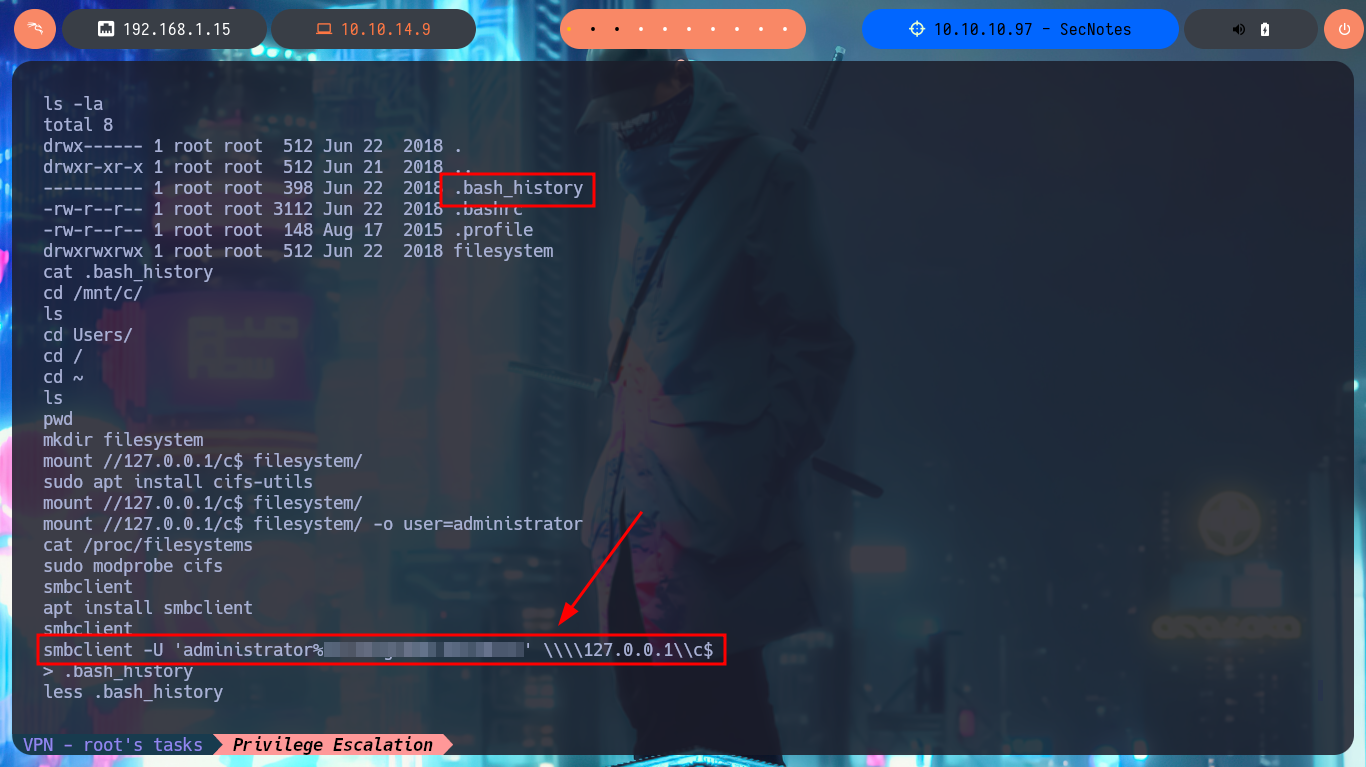 192.168.1.15 10.10.14.9 10.10.10.97 - SecNotes
ls -la
total 8
drwx------ 1 root root  512 Jun 22  2018 .
drwxr-xr-x 1 root root  512 Jun 21  2018 ..
---------- 1 root root  398 Jun 22  2018 .bash_history
-rw-r--r-- 1 root root 3112 Jun 22  2018 .bashrc
-rw-r--r-- 1 root root  148 Aug 17  2015 .profile
drwxrwxrwx 1 root root  512 Jun 22  2018 filesystem
cat .bash_history
cd /mnt/c/
ls
cd Users/
cd /
cd ~
ls
pwd
mkdir filesystem
mount //127.0.0.1/c$ filesystem/
sudo apt install cifs-utils
mount //127.0.0.1/c$ filesystem/
mount //127.0.0.1/c$ filesystem/ -o user=administrator
cat /proc/filesystems
sudo modprobe cifs
smbclient
apt install smbclient
smbclient
smbclient -U 'administrator%' \\\\127.0.0.1\\c$
> .bash_history
less .bash_history
VPN - root's tasks Privilege Escalation